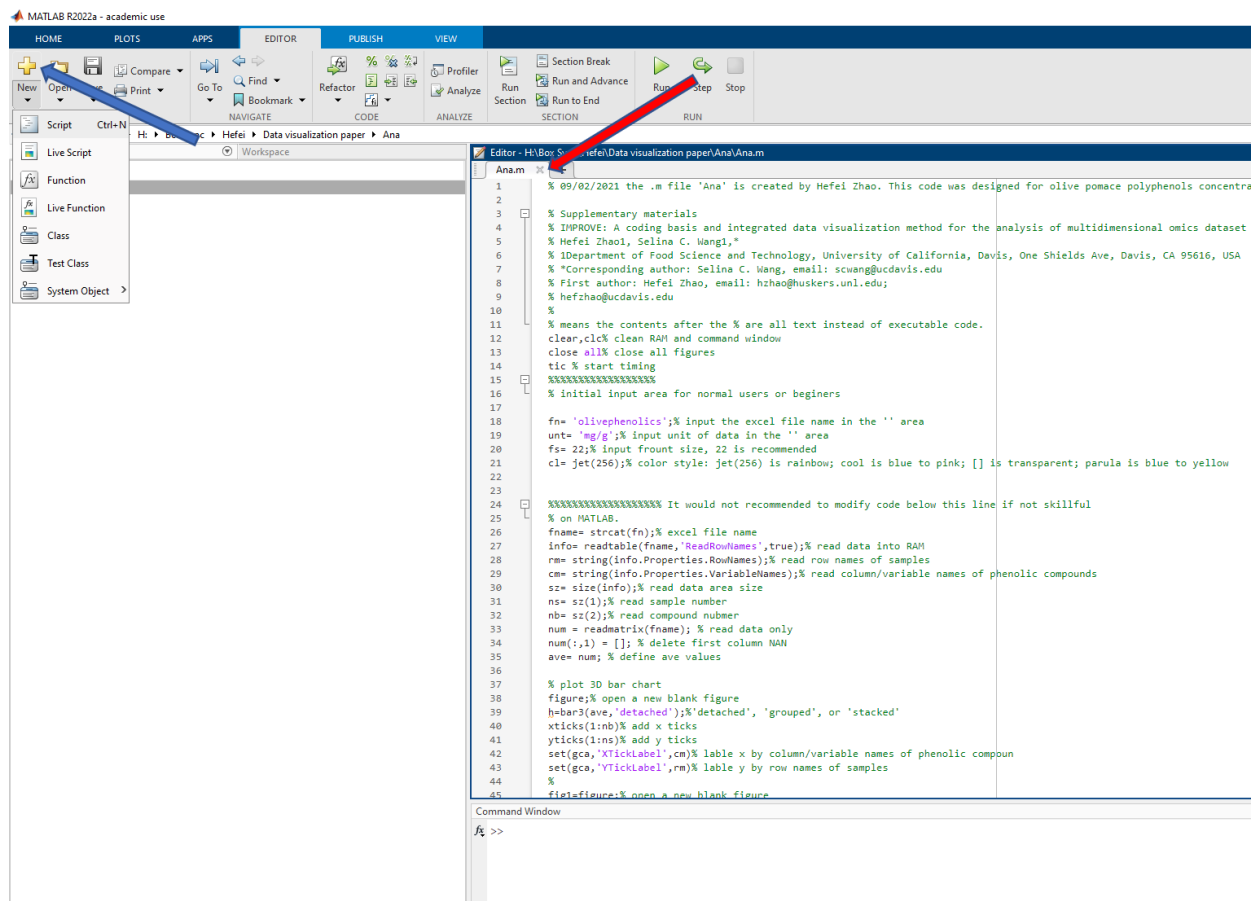 MATLAB R2022a - academic use
HOME PLOTS APPS EDITOR PUBLISH VIEW
New Open Compare Print
Go To Find Bookmark
NAVIGATE
Refactor
CODE
Profiler
Analyze
ANALYZE
Run Section
Section Break
Run and Advance
Run to End
SECTION
Run Step Stop
RUN
Script Ctrl+N
Live Script
Function
Live Function
Class
Test Class
System Object
H: Hefei Data visualization paper Ana
Workspace
Editor - H:\Box efei\Data visualization paper\Ana\Ana.m
Ana.m
1 % 09/02/2021 the .m file 'Ana' is created by Hefei Zhao. This code was designed for olive pomace polyphenols concentra
2
3 % Supplementary materials
4 % IMPROVE: A coding basis and integrated data visualization method for the analysis of multidimensional omics dataset
5 % Hefei Zhao1, Selina C. Wang1,*
6 % 1Department of Food Science and Technology, University of California, Davis, One Shields Ave, Davis, CA 95616, USA
7 % *Corresponding author: Selina C. Wang, email: scwang@ucdavis.edu
8 % First author: Hefei Zhao, email: hzhao@huskers.unl.edu;
9 % hefzhao@ucdavis.edu
10 %
11 % means the contents after the % are all text instead of executable code.
12 clear,clc% clean RAM and command window
13 close all% close all figures
14 tic % start timing
15 %%%%%%%%%%%%%%%%%%
16 % initial input area for normal users or beginers
17
18 fn= 'olivephenolics';% input the excel file name in the '' area
19 unt= 'mg/g';% input unit of data in the '' area
20 fs= 22;% input frount size, 22 is recommended
21 cl= jet(256);% color style: jet(256) is rainbow; cool is blue to pink; [] is transparent; parula is blue to yellow
22
23
24 %%%%%%%%%%%%%%%%%%% It would not recommended to modify code below this line if not skillful
25 % on MATLAB.
26 fname= strcat(fn);% excel file name
27 info= readtable(fname,'ReadRowNames',true);% read data into RAM
28 rm= string(info.Properties.RowNames);% read row names of samples
29 cm= string(info.Properties.VariableNames);% read column/variable names of phenolic compounds
30 sz= size(info);% read data area size
31 ns= sz(1);% read sample number
32 nb= sz(2);% read compound nubmer
33 num = readmatrix(fname); % read data only
34 num(:,1) = []; % delete first column NAN
35 ave= num; % define ave values
36
37 % plot 3D bar chart
38 figure;% open a new blank figure
39 h=bar3(ave,'detached');%'detached', 'grouped', or 'stacked'
40 xticks(1:nb)% add x ticks
41 yticks(1:ns)% add y ticks
42 set(gca,'XTickLabel',cm)% lable x by column/variable names of phenolic compoun
43 set(gca,'YTickLabel',rm)% lable y by row names of samples
44 %
45 fig1=figure;% open a new blank figure
Command Window
fx >>